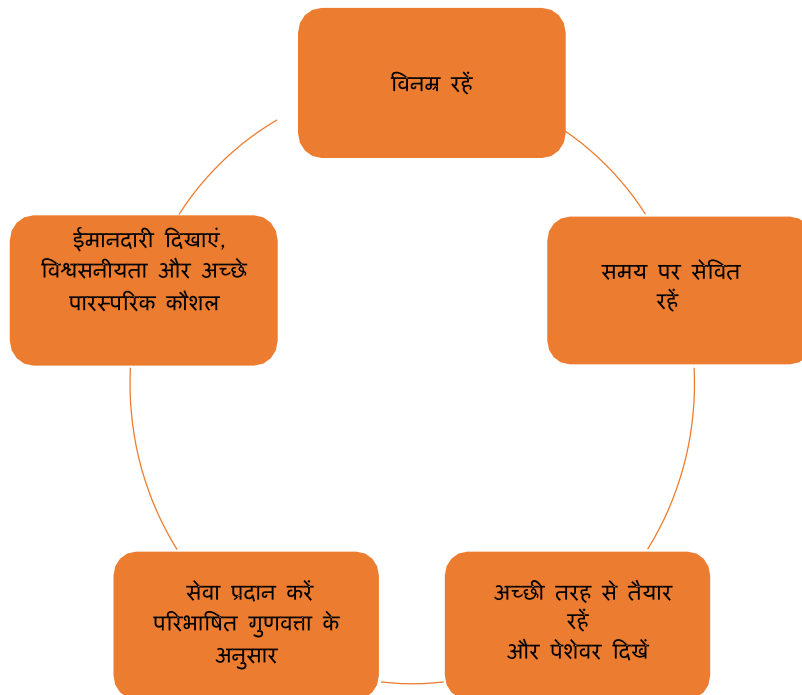 विनम्र रहें
समय पर सेवित
रहें
अच्छी तरह से तैयार
रहें
और पेशेवर दिखें
सेवा प्रदान करें
परिभाषित गुणवत्ता के
अनुसार
ईमानदारी दिखाएं,
विश्वसनीयता और अच्छे
पारस्परिक कौशल